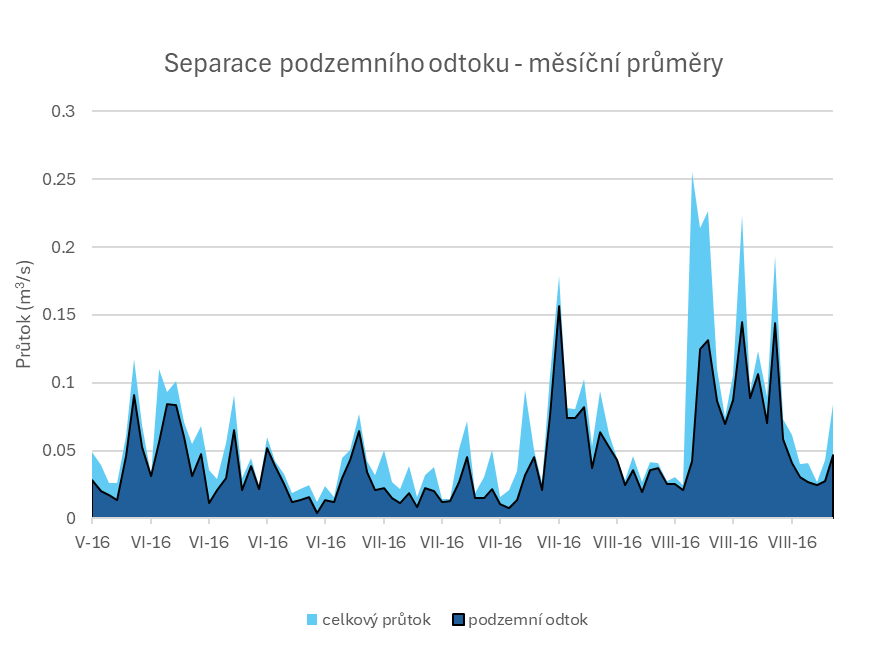 Separace podzemního odtoku - měsíční průměry
Průtok (m³/s)
0.3
0.25
0.2
0.15
0.1
0.05
0
V-16 VI-16 VI-16 VI-16 VI-16 VII-16 VII-16 VII-16 VII-16 VIII-16 VIII-16 VIII-16 VIII-16
celkový průtok podzemní odtok